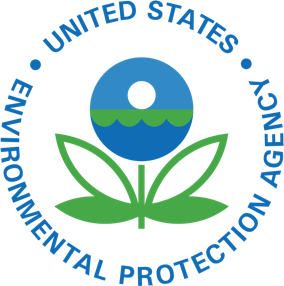 UNITED STATES
ENVIRONMENTAL PROTECTION AGENCY